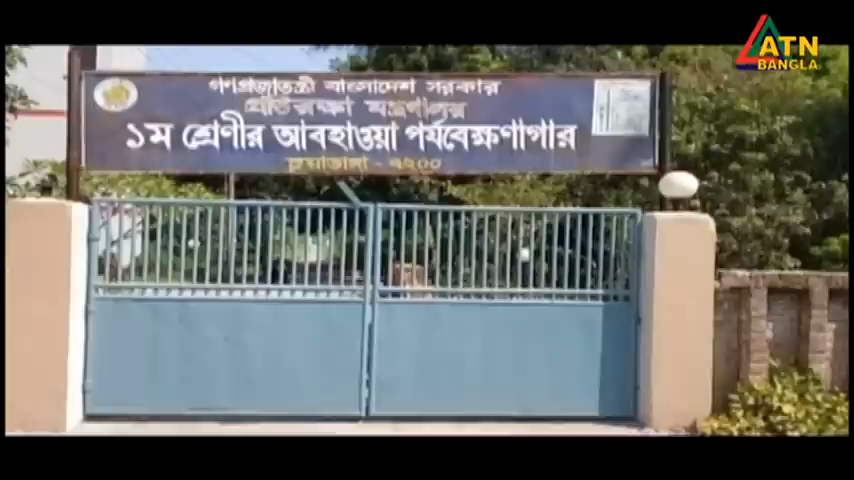 ATN
BANGLA
গণপ্রজাতন্ত্রী বাংলাদেশ সরকার
প্রতিরক্ষা মন্ত্রণালয়
১ম শ্রেণীর আবহাওয়া পর্যবেক্ষণাগার
চুয়াডাঙ্গা - ৭২০০